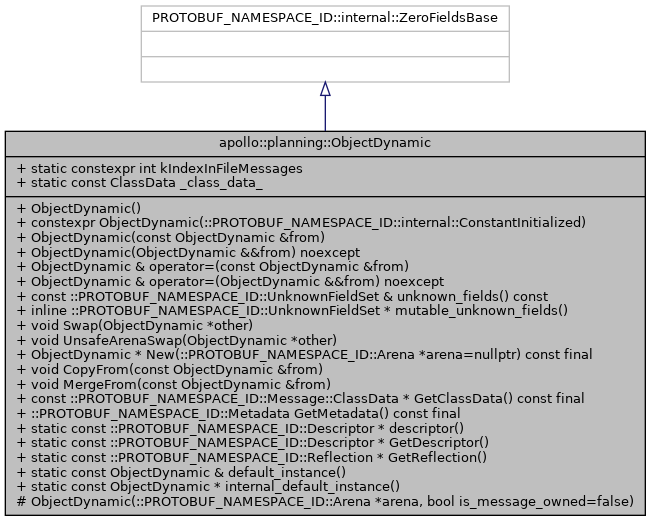 PROTOBUF_NAMESPACE_ID::internal::ZeroFieldsBase
apollo::planning::ObjectDynamic
+ static constexpr int kIndexInFileMessages
+ static const ClassData _class_data_
+ ObjectDynamic()
+ constexpr ObjectDynamic(::PROTOBUF_NAMESPACE_ID::internal::ConstantInitialized)
+ ObjectDynamic(const ObjectDynamic &from)
+ ObjectDynamic(ObjectDynamic &&from) noexcept
+ ObjectDynamic & operator=(const ObjectDynamic &from)
+ ObjectDynamic & operator=(ObjectDynamic &&from) noexcept
+ const ::PROTOBUF_NAMESPACE_ID::UnknownFieldSet & unknown_fields() const
+ inline ::PROTOBUF_NAMESPACE_ID::UnknownFieldSet * mutable_unknown_fields()
+ void Swap(ObjectDynamic *other)
+ void UnsafeArenaSwap(ObjectDynamic *other)
+ ObjectDynamic * New(::PROTOBUF_NAMESPACE_ID::Arena *arena=nullptr) const final
+ void CopyFrom(const ObjectDynamic &from)
+ void MergeFrom(const ObjectDynamic &from)
+ const ::PROTOBUF_NAMESPACE_ID::Message::ClassData * GetClassData() const final
+ ::PROTOBUF_NAMESPACE_ID::Metadata GetMetadata() const final
+ static const ::PROTOBUF_NAMESPACE_ID::Descriptor * descriptor()
+ static const ::PROTOBUF_NAMESPACE_ID::Descriptor * GetDescriptor()
+ static const ::PROTOBUF_NAMESPACE_ID::Reflection * GetReflection()
+ static const ObjectDynamic & default_instance()
+ static const ObjectDynamic * internal_default_instance()
# ObjectDynamic(::PROTOBUF_NAMESPACE_ID::Arena *arena, bool is_message_owned=false)